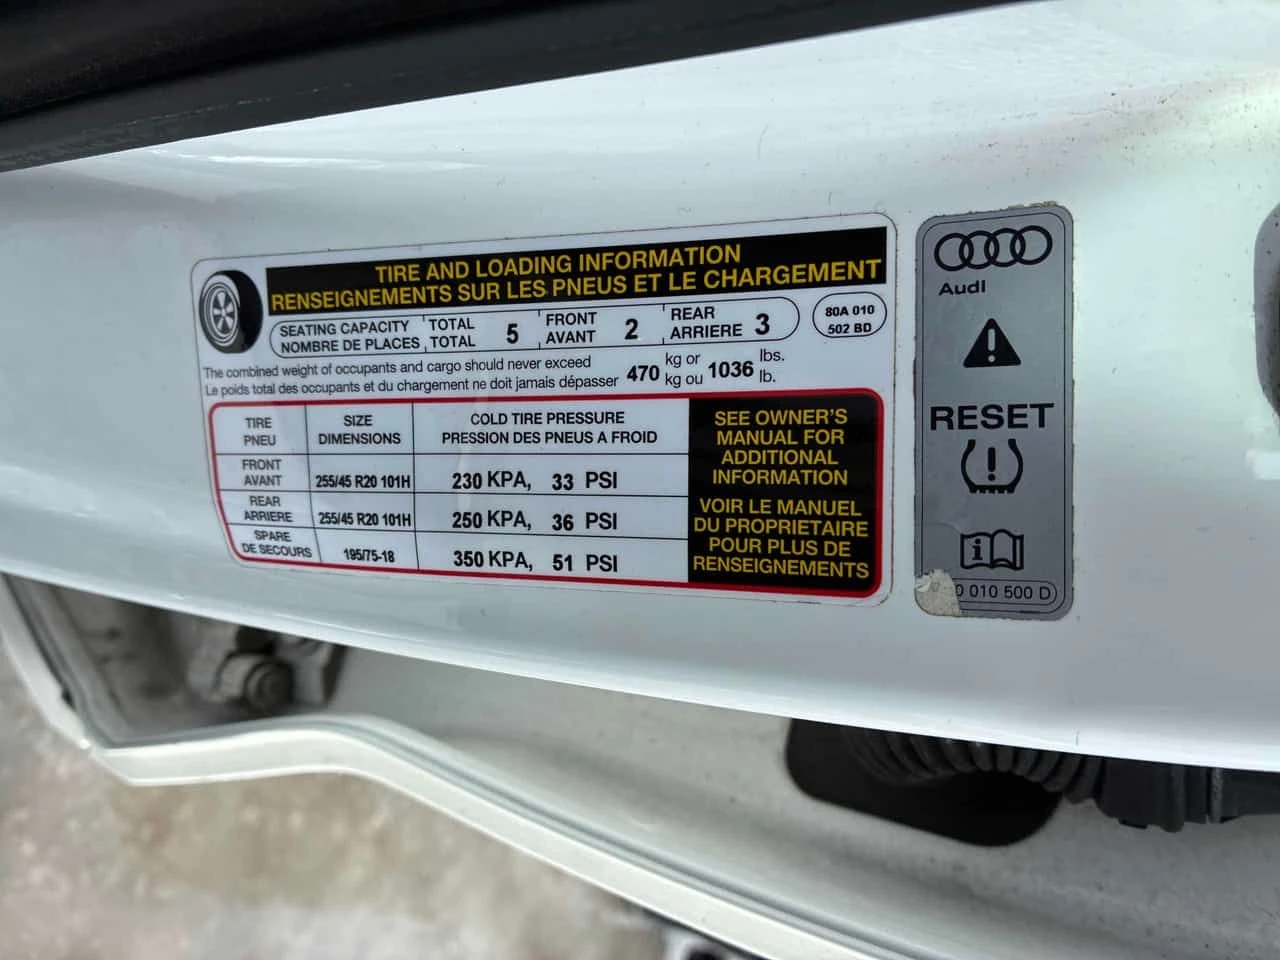 TIRE AND LOADING INFORMATION
RENSEIGNEMENTS SUR LES PNEUS ET LE CHARGEMENT
SEATING CAPACITY TOTAL 5 FRONT 2 REAR 3
NOMBRE DE PLACES TOTAL AVANT ARRIERE
80A 010
502 BD
The combined weight of occupants and cargo should never exceed 470 kg or 1036 lbs.
Le poids total des occupants et du chargement ne doit jamais dépasser kg ou lb.
TIRE SIZE COLD TIRE PRESSURE
PNEU DIMENSIONS PRESSION DES PNEUS A FROID
FRONT
AVANT 255/45 R20 101H 230 KPA, 33 PSI
REAR
ARRIERE 255/45 R20 101H 250 KPA, 36 PSI
SPARE
DE SECOURS 195/75-18 350 KPA, 51 PSI
SEE OWNER'S
MANUAL FOR
ADDITIONAL
INFORMATION
VOIR LE MANUEL
DU PROPRIETAIRE
POUR PLUS DE
RENSEIGNEMENTS
Audi
RESET
0 010 500 D